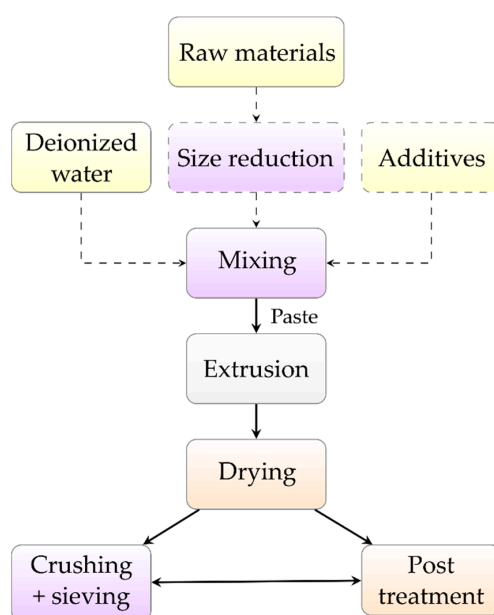 Raw materials
Deionized
water
Size reduction
Additives
Mixing
Paste
Extrusion
Drying
Crushing
+ sieving
Post
treatment